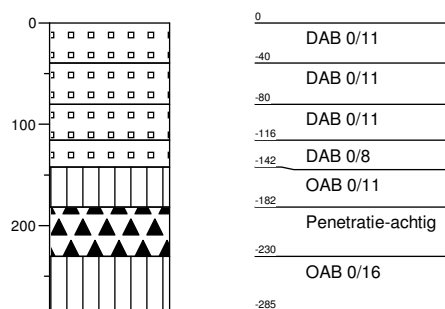 0
100
200
0
DAB 0/11
-40
DAB 0/11
-80
DAB 0/11
-116
DAB 0/8
-142
OAB 0/11
-182
Penetratie-achtig
-230
OAB 0/16
-285